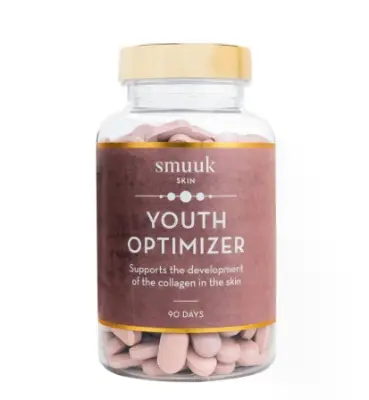 smuuk
SKIN
YOUTH
OPTIMIZER
Supports the development
of the collagen in the skin
90 DAYS